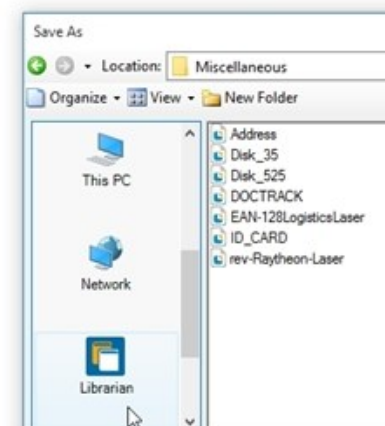 Save As
Location: Miscellaneous
Organize View New Folder
This PC
Network
Librarian
Address
Disk_35
Disk_525
DOCTRACK
EAN-128LogisticsLaser
ID_CARD
rev-Raytheon-Laser